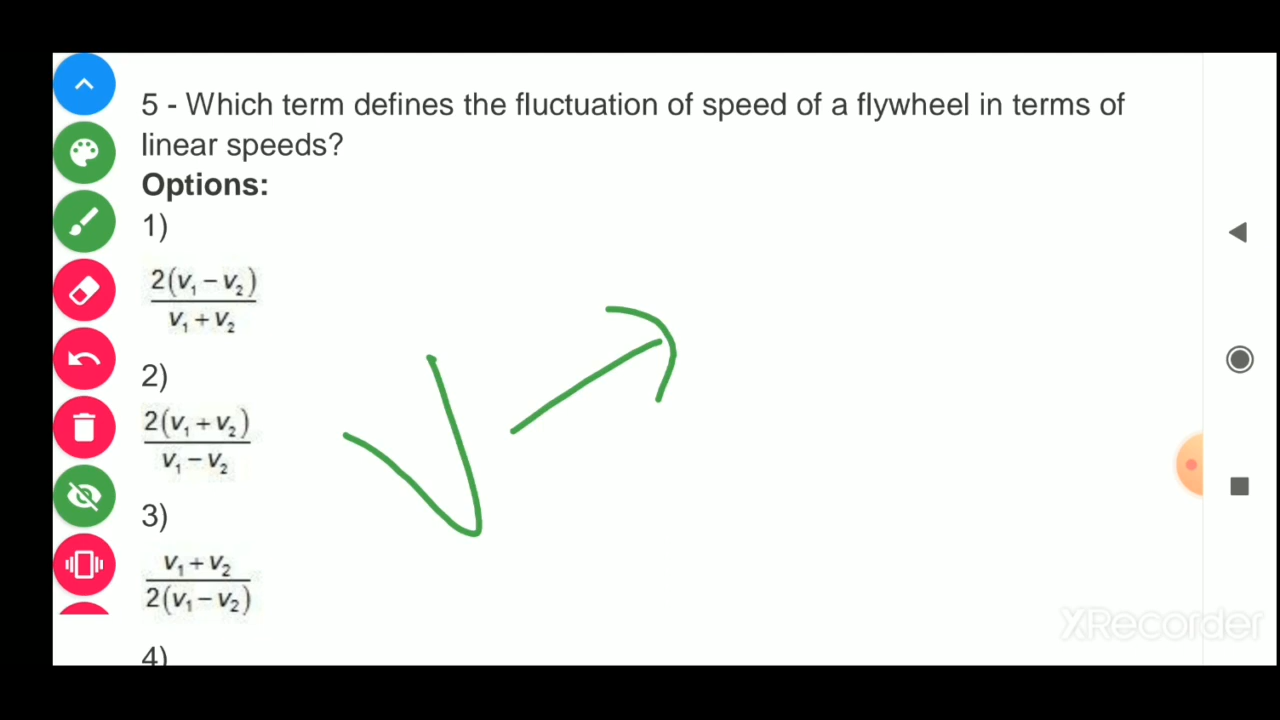 5 - Which term defines the fluctuation of speed of a flywheel in terms of
linear speeds?
Options:
1)
2(v₁ − v₂)
v₁ + v₂
2)
2(v₁ + v₂)
v₁ − v₂
3)
v₁ + v₂
2(v₁ − v₂)
4)
XRecorder